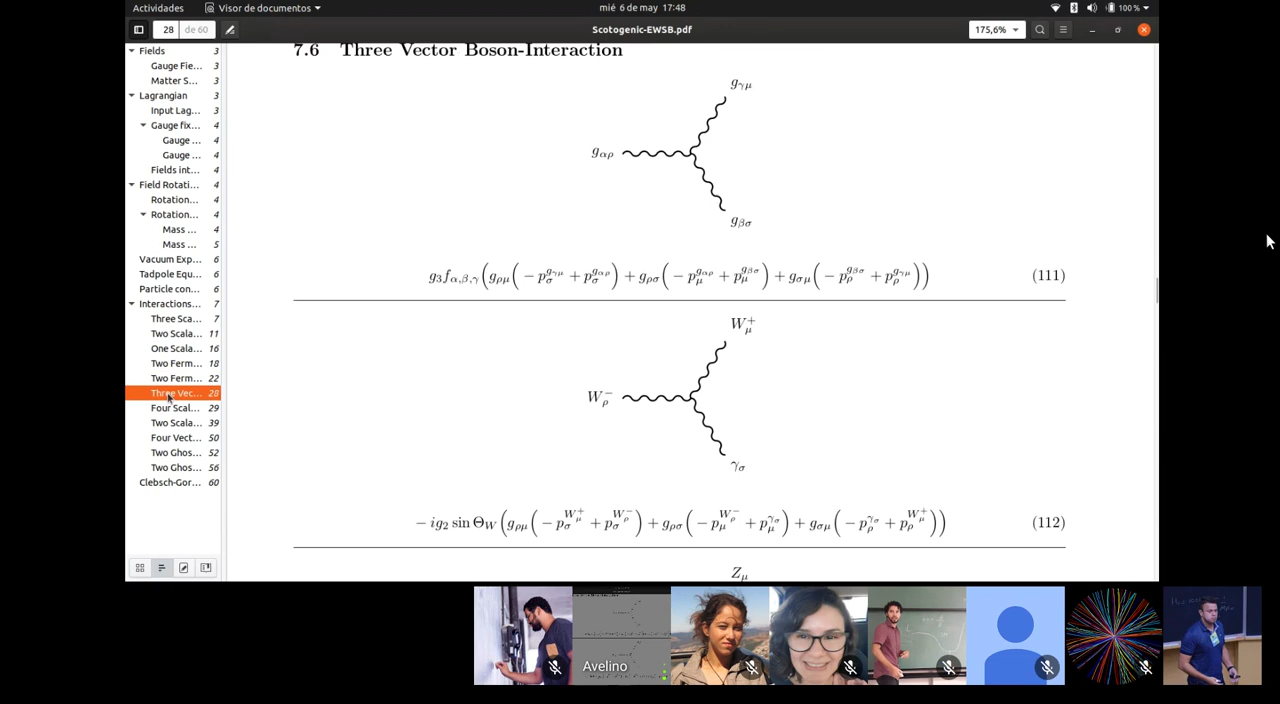 Actividades
Visor de documentos
mié 6 de may 17:48
100 %
28 de 60
Scotogenic-EWSB.pdf
175,6%
Fields 3
Gauge Fie... 3
Matter S... 3
Lagrangian 3
Input Lag... 3
Gauge fix... 4
Gauge ... 4
Gauge ... 4
Fields int... 4
Field Rotati... 4
Rotation... 4
Rotation... 4
Mass ... 4
Mass ... 5
Vacuum Exp... 6
Tadpole Equ... 6
Particle con... 6
Interactions... 7
Three Sca... 7
Two Scala... 11
One Scala... 16
Two Ferm... 18
Two Ferm... 22
Three Vec... 28
Four Scal... 29
Two Scala... 39
Four Vect... 50
Two Ghos... 52
Two Ghos... 56
Clebsch-Gor... 60
7.6 Three Vector Boson-Interaction
g_{γμ}
g_{αρ}
g_{βσ}
g_3 f_{α,β,γ}(g_{ρμ}(− p_σ^{g_{γμ}} + p_σ^{g_{αρ}}) + g_{ρσ}(− p_μ^{g_{αρ}} + p_μ^{g_{βσ}}) + g_{σμ}(− p_ρ^{g_{βσ}} + p_ρ^{g_{γμ}})) (111)
W_μ^+
W_ρ^−
γ_σ
− i g_2 sin Θ_W (g_{ρμ}(− p_σ^{W_μ^+} + p_σ^{W_ρ^−}) + g_{ρσ}(− p_μ^{W_ρ^−} + p_μ^{γ_σ}) + g_{σμ}(− p_ρ^{γ_σ} + p_ρ^{W_μ^+})) (112)
Z_μ
Avelino